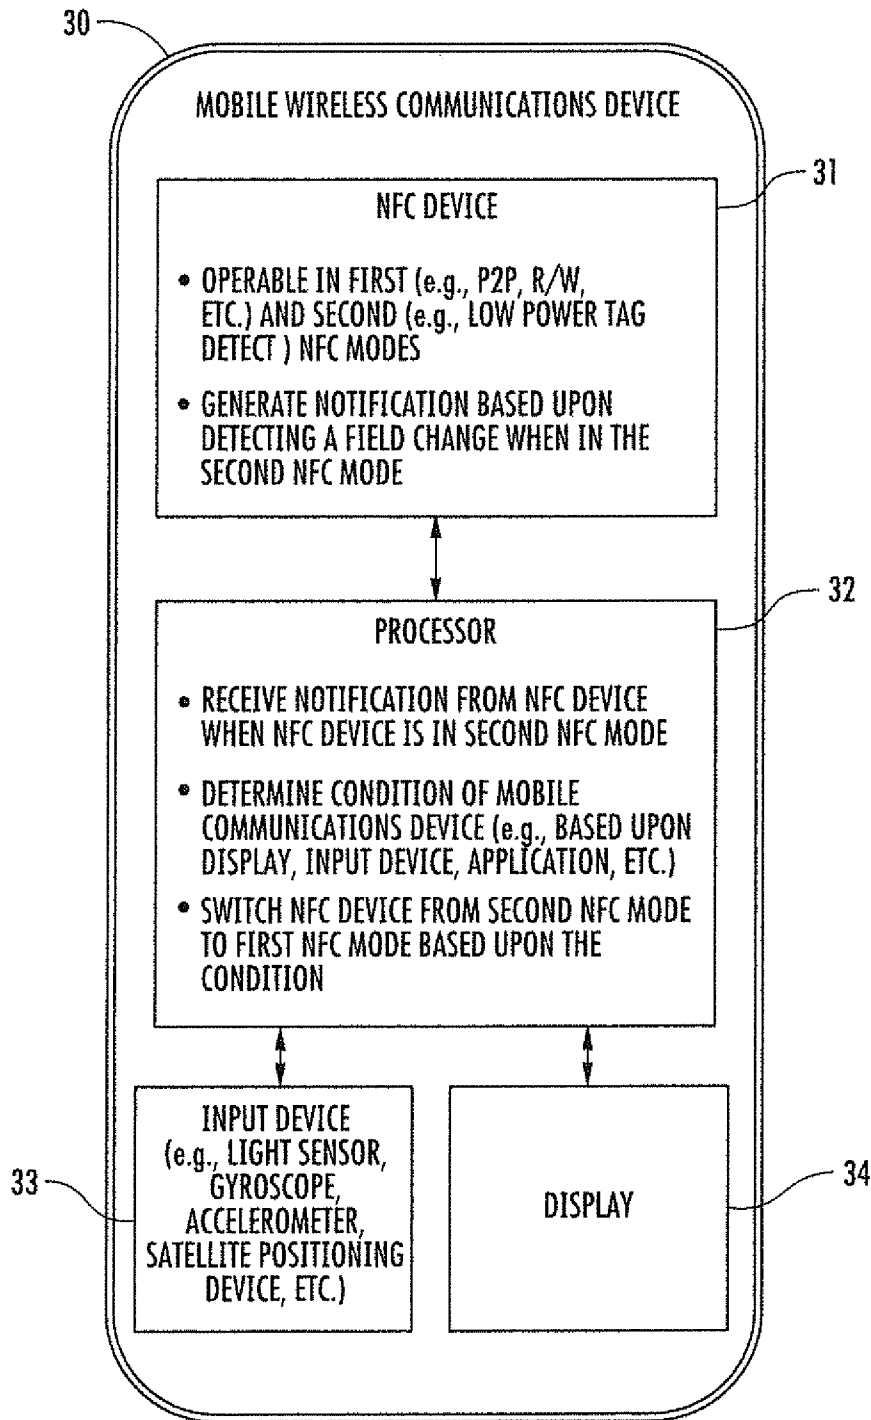 30
MOBILE WIRELESS COMMUNICATIONS DEVICE
31
NFC DEVICE
• OPERABLE IN FIRST (e.g., P2P, R/W,
ETC.) AND SECOND (e.g., LOW POWER TAG
DETECT ) NFC MODES
• GENERATE NOTIFICATION BASED UPON
DETECTING A FIELD CHANGE WHEN IN THE
SECOND NFC MODE
32
PROCESSOR
• RECEIVE NOTIFICATION FROM NFC DEVICE
WHEN NFC DEVICE IS IN SECOND NFC MODE
• DETERMINE CONDITION OF MOBILE
COMMUNICATIONS DEVICE (e.g., BASED UPON
DISPLAY, INPUT DEVICE, APPLICATION, ETC.)
• SWITCH NFC DEVICE FROM SECOND NFC MODE
TO FIRST NFC MODE BASED UPON THE
CONDITION
33
INPUT DEVICE
(e.g., LIGHT SENSOR,
GYROSCOPE,
ACCELEROMETER,
SATELLITE POSITIONING
DEVICE, ETC.)
34
DISPLAY